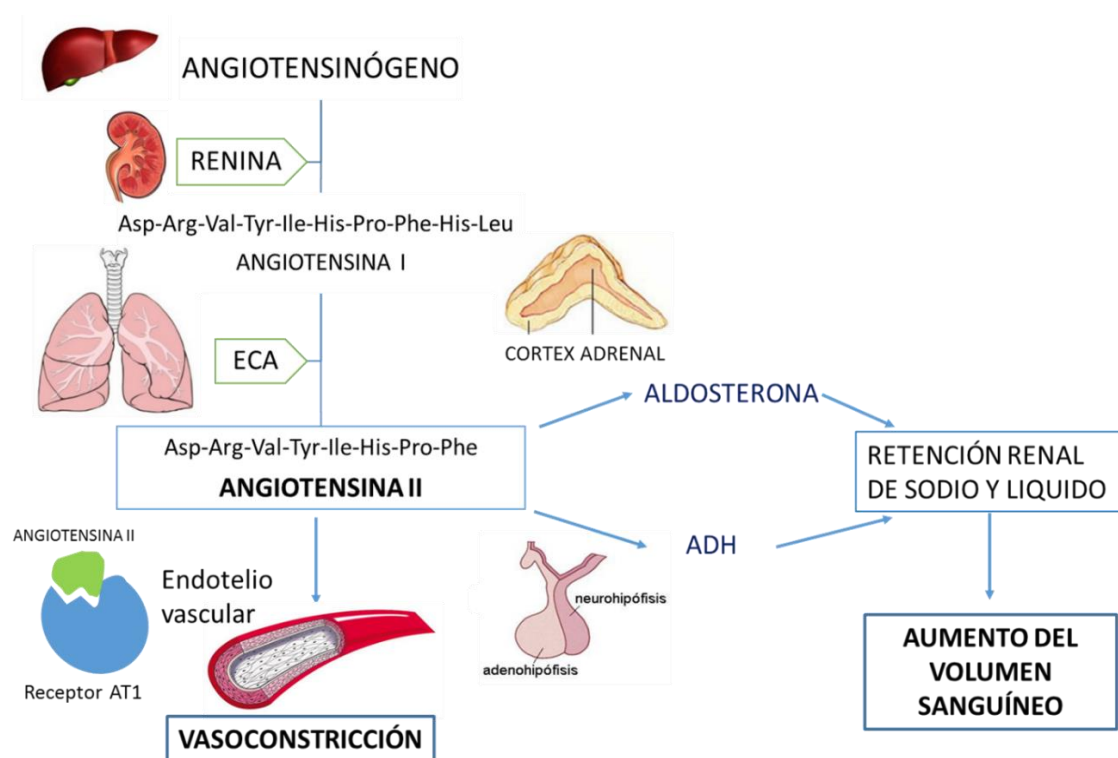 ANGIOTENSINÓGENO
RENINA
Asp-Arg-Val-Tyr-Ile-His-Pro-Phe-His-Leu
ANGIOTENSINA I
ECA
CORTEX ADRENAL
ALDOSTERONA
Asp-Arg-Val-Tyr-Ile-His-Pro-Phe
ANGIOTENSINA II
RETENCIÓN RENAL
DE SODIO Y LIQUIDO
ADH
ANGIOTENSINA II
Endotelio
vascular
Receptor AT1
neurohipófisis
adenohipófisis
VASOCONSTRICCIÓN
AUMENTO DEL
VOLUMEN
SANGUÍNEO